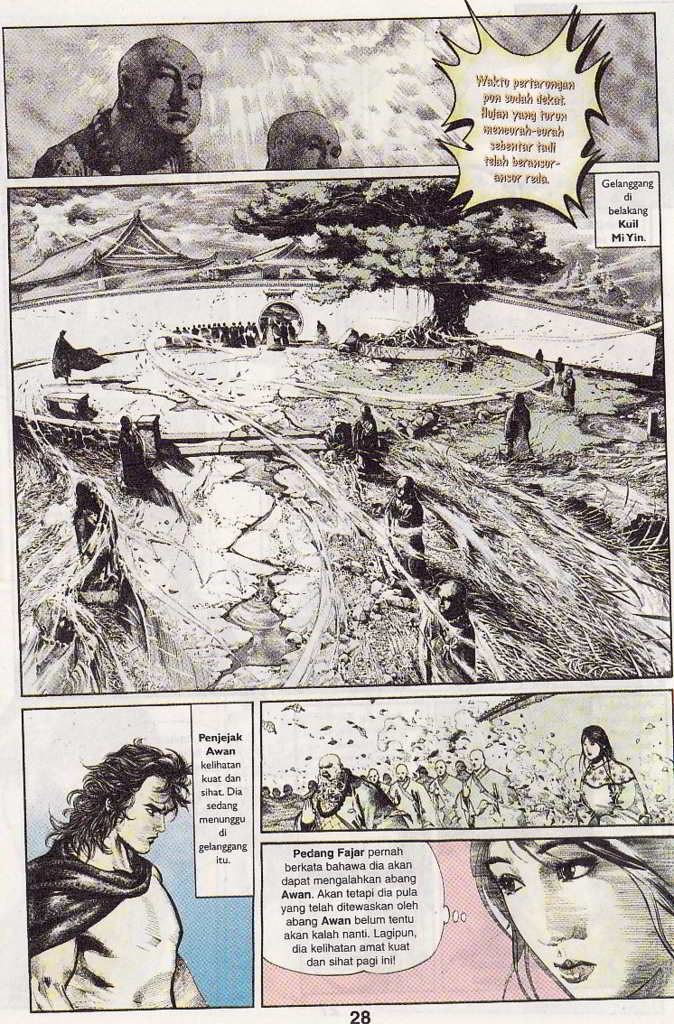 Waktu pertarongan
pun sudah dekat.
Hujan yang turun
mencurah-curah
sebentar tadi
telah beransor-
ansor reda.
Gelanggang
di
belakang
Kuil
Mi Yin.
Penjejak
Awan
kelihatan
kuat dan
sihat. Dia
sedang
menunggu
di
gelanggang
itu.
Pedang Fajar pernah
berkata bahawa dia akan
dapat mengalahkan abang
Awan. Akan tetapi dia pula
yang telah ditewaskan oleh
abang Awan belum tentu
akan kalah nanti. Lagipun,
dia kelihatan amat kuat
dan sihat pagi ini!
28